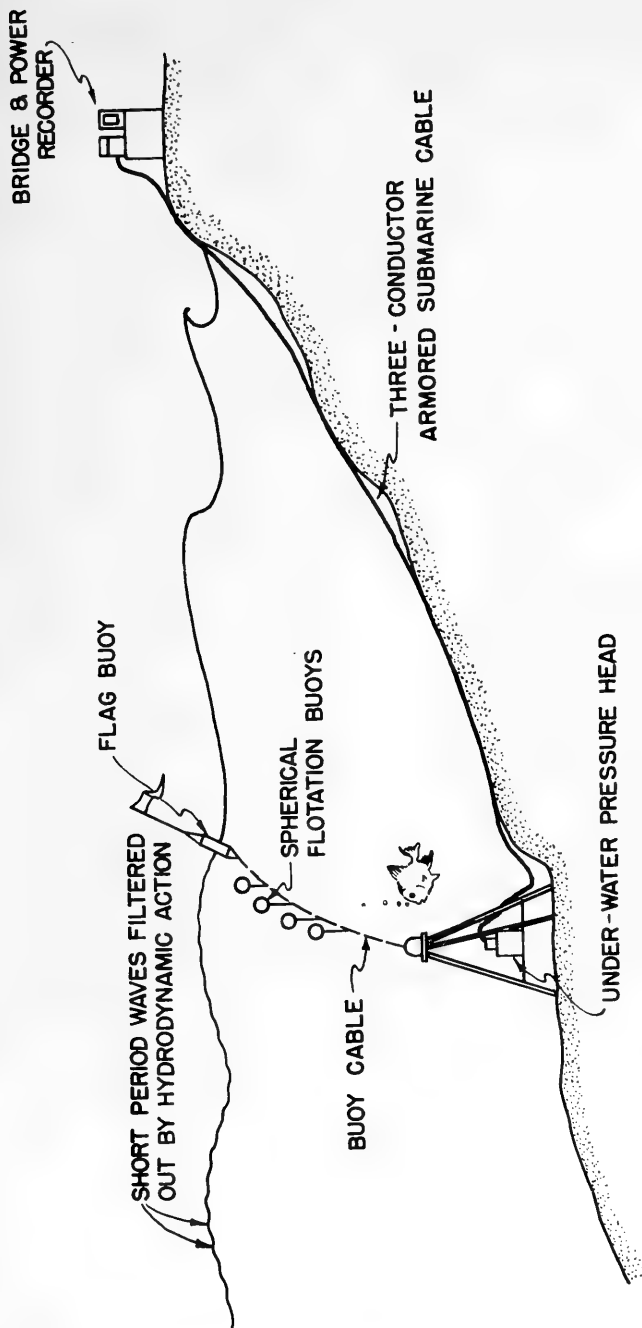 BRIDGE & POWER
RECORDER
SHORT PERIOD WAVES FILTERED
OUT BY HYDRODYNAMIC ACTION
FLAG BUOY
SPHERICAL
FLOTATION BUOYS
BUOY CABLE
THREE-CONDUCTOR
ARMORED SUBMARINE CABLE
UNDER-WATER PRESSURE HEAD